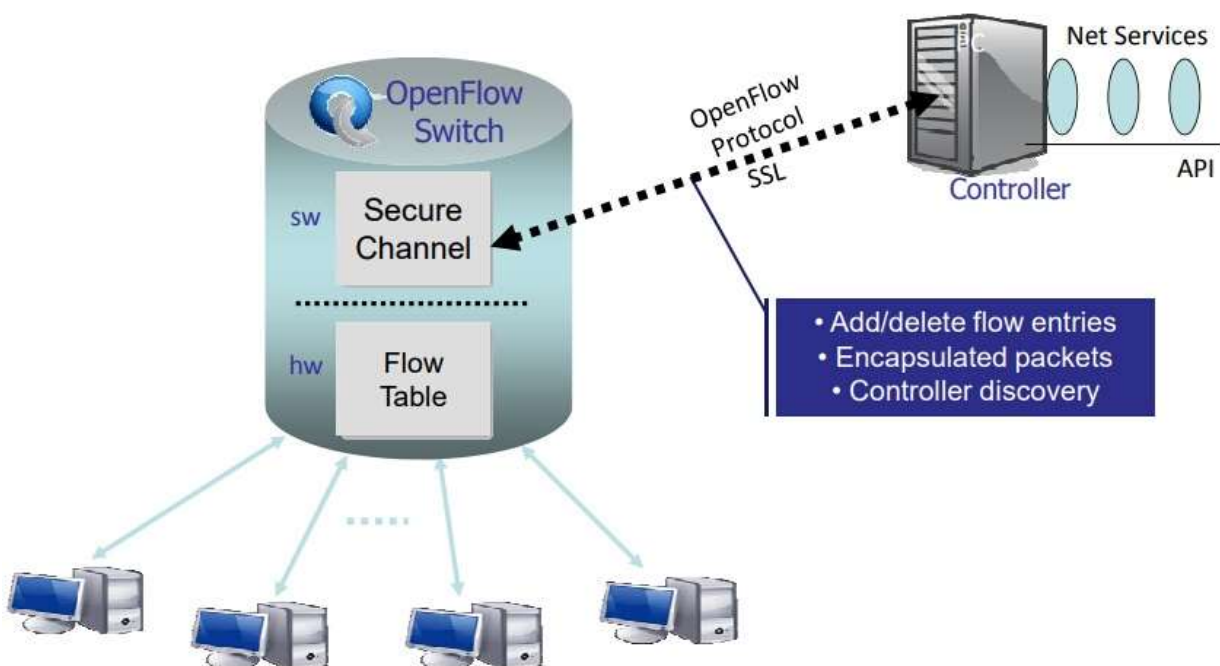 OpenFlow
Switch
sw
Secure
Channel
hw
Flow
Table
OpenFlow
Protocol
SSL
PC
Controller
Net Services
API
• Add/delete flow entries
• Encapsulated packets
• Controller discovery